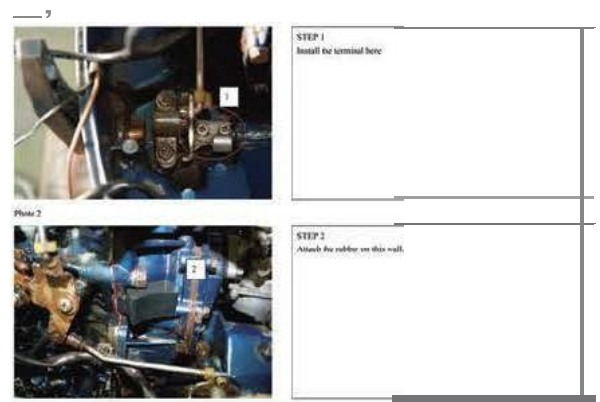 STEP 1
Install the terminal here
1
Photo 2
STEP 2
Attach the rubber on this wall.
2